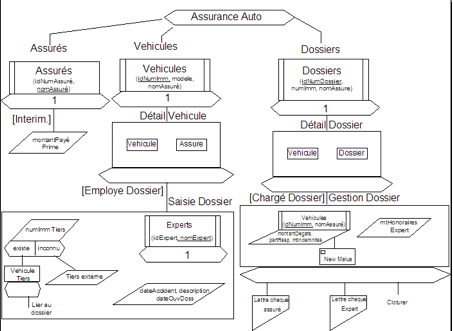 Assurance Auto
Assurés
Vehicules
Dossiers
Assurés
(idNumAssuré,
nomAssuré)
1
Vehicules
(idNumImm, modele,
nomAssuré)
1
Dossiers
(idNumDossier,
numImm, nomAssure)
1
[Interim.]
montantPayé
Prime
Détail Vehicule
Vehicule
Assure
Détail Dossier
Vehicule
Dossier
[Employe Dossier]
Saisie Dossier
[Chargé Dossier]
Gestion Dossier
numImm Tiers
existe
inconnu
Vehicule
Tiers
Tiers externe
Lier au
dossier
Experts
(idExpert, nomExpert)
1
dateAccident, description,
dateOuvDoss
Vehicules
(idNumImm, nomAssuré)
montantDegats,
partResp, mtIndemnites
New Malus
mtHonoraires
Expert
Lettre cheque
assuré
Lettre cheque
Expert
Cloturer